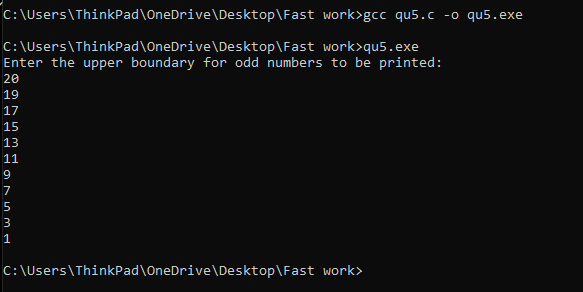 C:\Users\ThinkPad\OneDrive\Desktop\Fast work>gcc qu5.c -o qu5.exe
C:\Users\ThinkPad\OneDrive\Desktop\Fast work>qu5.exe
Enter the upper boundary for odd numbers to be printed:
20
19
17
15
13
11
9
7
5
3
1
C:\Users\ThinkPad\OneDrive\Desktop\Fast work>